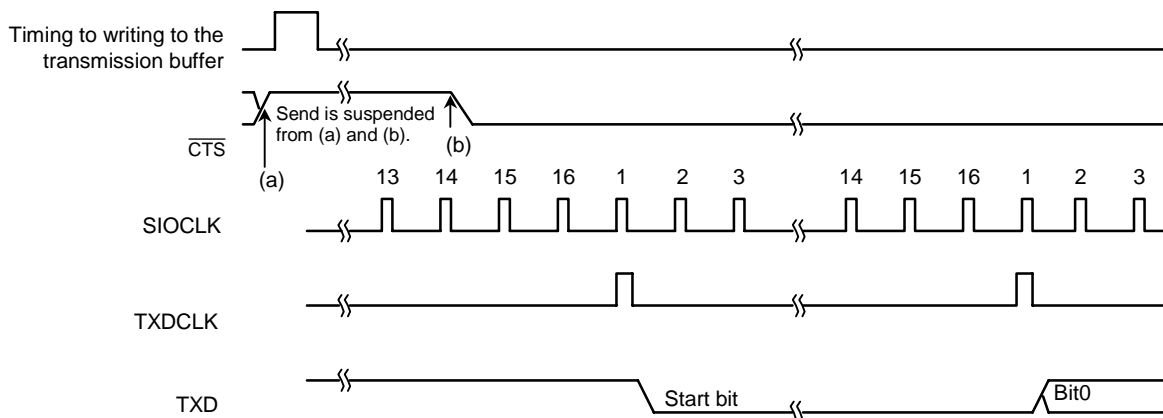 Timing to writing to the
transmission buffer
Send is suspended
from (a) and (b).
CTS
(a)
(b)
13 14 15 16 1 2 3 14 15 16 1 2 3
SIOCLK
TXDCLK
TXD
Start bit
Bit0